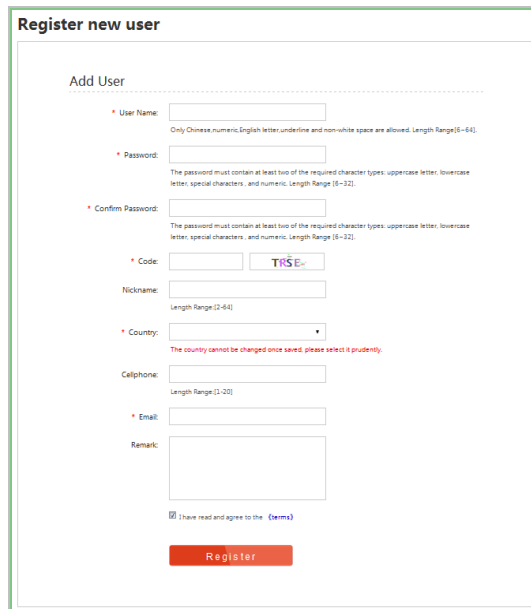 Register new user
Add User
* User Name:
Only Chinese,numeric,English letter,underline and non-white space are allowed. Length Range[6~64].
* Password:
The password must contain at least two of the required character types: uppercase letter, lowercase
letter, special characters , and numeric. Length Range [6~32].
* Confirm Password:
The password must contain at least two of the required character types: uppercase letter, lowercase
letter, special characters , and numeric. Length Range [6~32].
* Code:
TRSE
Nickname:
Length Range:[2-64]
* Country:
The country cannot be changed once saved, please select it prudently.
Cellphone:
Length Range:[1-20]
* Email:
Remark:
I have read and agree to the 《terms》
Register